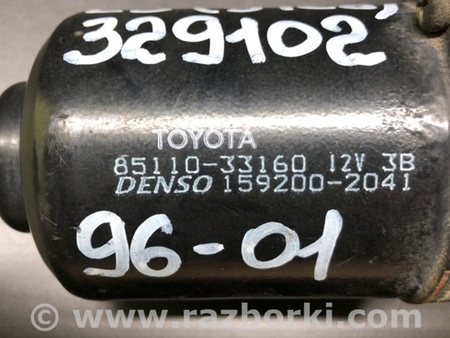 329102
TOYOTA
85110-33160 12V 3B
DENSO 159200-2041
96-01
© www.razborki.com